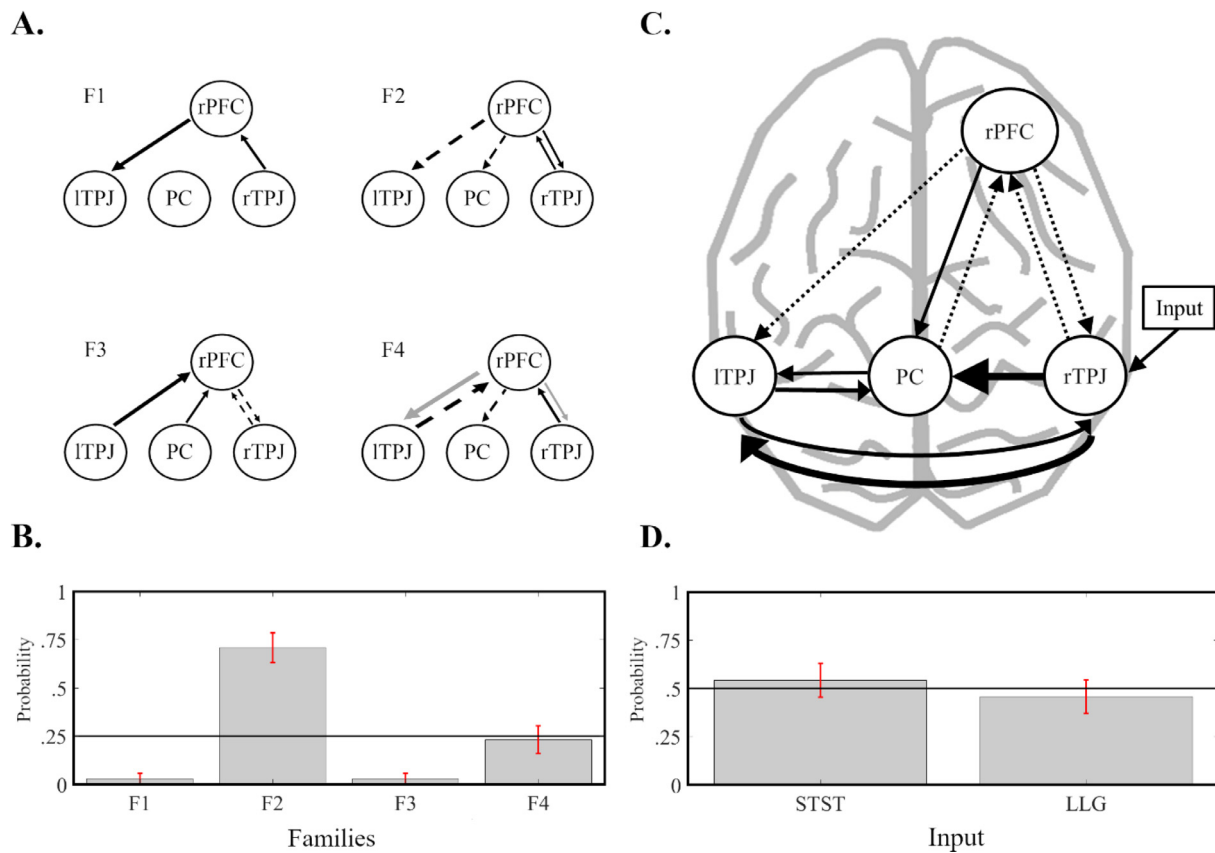 A.
F1
rPFC
lTPJ
PC
rTPJ
F2
rPFC
lTPJ
PC
rTPJ
F3
rPFC
lTPJ
PC
rTPJ
F4
rPFC
lTPJ
PC
rTPJ
B.
Probability
1
.75
.5
.25
0
F1 F2 F3 F4
Families
C.
rPFC
Input
lTPJ
PC
rTPJ
D.
Probability
1
.75
.5
.25
0
STST LLG
Input